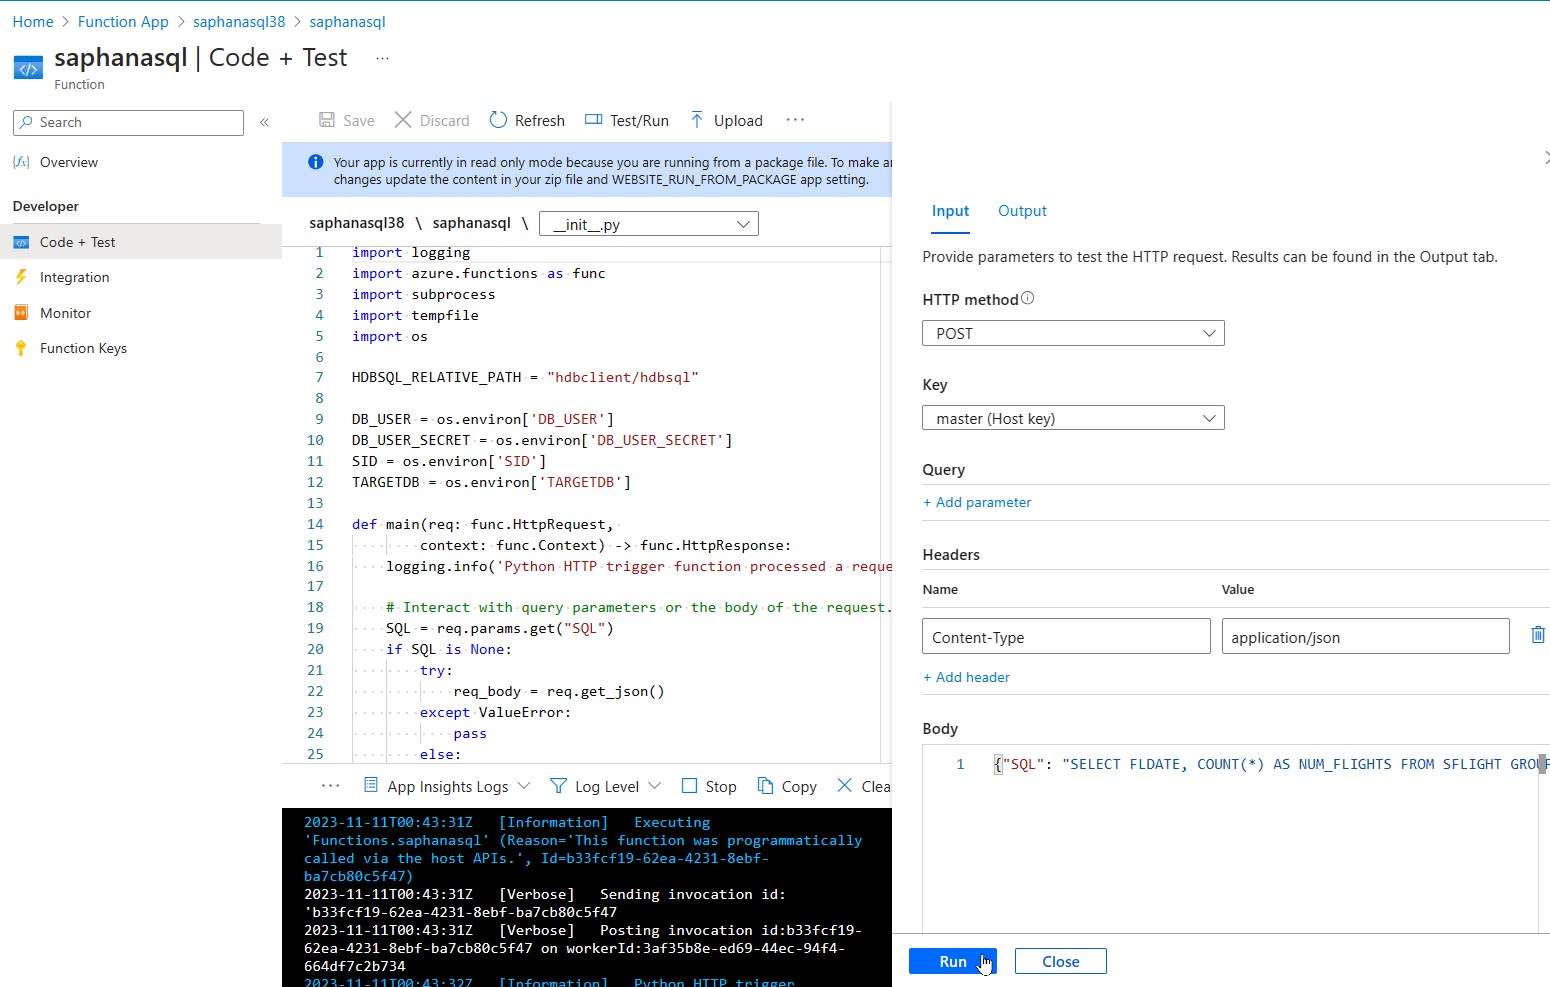 Home > Function App > saphanasql38 > saphanasql
saphanasql | Code + Test ...
Function
Search «
Overview
Developer
Code + Test
Integration
Monitor
Function Keys
Save Discard Refresh Test/Run Upload ...
Your app is currently in read only mode because you are running from a package file. To make
changes update the content in your zip file and WEBSITE_RUN_FROM_PACKAGE app setting.
saphanasql38 \ saphanasql \ __init__.py
1 import logging
2 import azure.functions as func
3 import subprocess
4 import tempfile
5 import os
6
7 HDBSQL_RELATIVE_PATH = "hdbclient/hdbsql"
8
9 DB_USER = os.environ['DB_USER']
10 DB_USER_SECRET = os.environ['DB_USER_SECRET']
11 SID = os.environ['SID']
12 TARGETDB = os.environ['TARGETDB']
13
14 def main(req: func.HttpRequest,
15 context: func.Context) -> func.HttpResponse:
16 logging.info('Python HTTP trigger function processed a reque
17
18 # Interact with query parameters or the body of the request.
19 SQL = req.params.get("SQL")
20 if SQL is None:
21 try:
22 req_body = req.get_json()
23 except ValueError:
24 pass
25 else:
... App Insights Logs Log Level Stop Copy Clea
2023-11-11T00:43:31Z [Information] Executing
'Functions.saphanasql' (Reason='This function was programmatically
called via the host APIs.', Id=b33fcf19-62ea-4231-8ebf-
ba7cb80c5f47)
2023-11-11T00:43:31Z [Verbose] Sending invocation id:
'b33fcf19-62ea-4231-8ebf-ba7cb80c5f47
2023-11-11T00:43:31Z [Verbose] Posting invocation id:b33fcf19-
62ea-4231-8ebf-ba7cb80c5f47 on workerId:3af35b8e-ed69-44ec-94f4-
664df7c2b734
2023-11-11T00:43:32Z [Information] Python HTTP trigger
Input Output
Provide parameters to test the HTTP request. Results can be found in the Output tab.
HTTP method
POST
Key
master (Host key)
Query
+ Add parameter
Headers
Name Value
Content-Type application/json
+ Add header
Body
1 {"SQL": "SELECT FLDATE, COUNT(*) AS NUM_FLIGHTS FROM SFLIGHT GROUP
Run Close